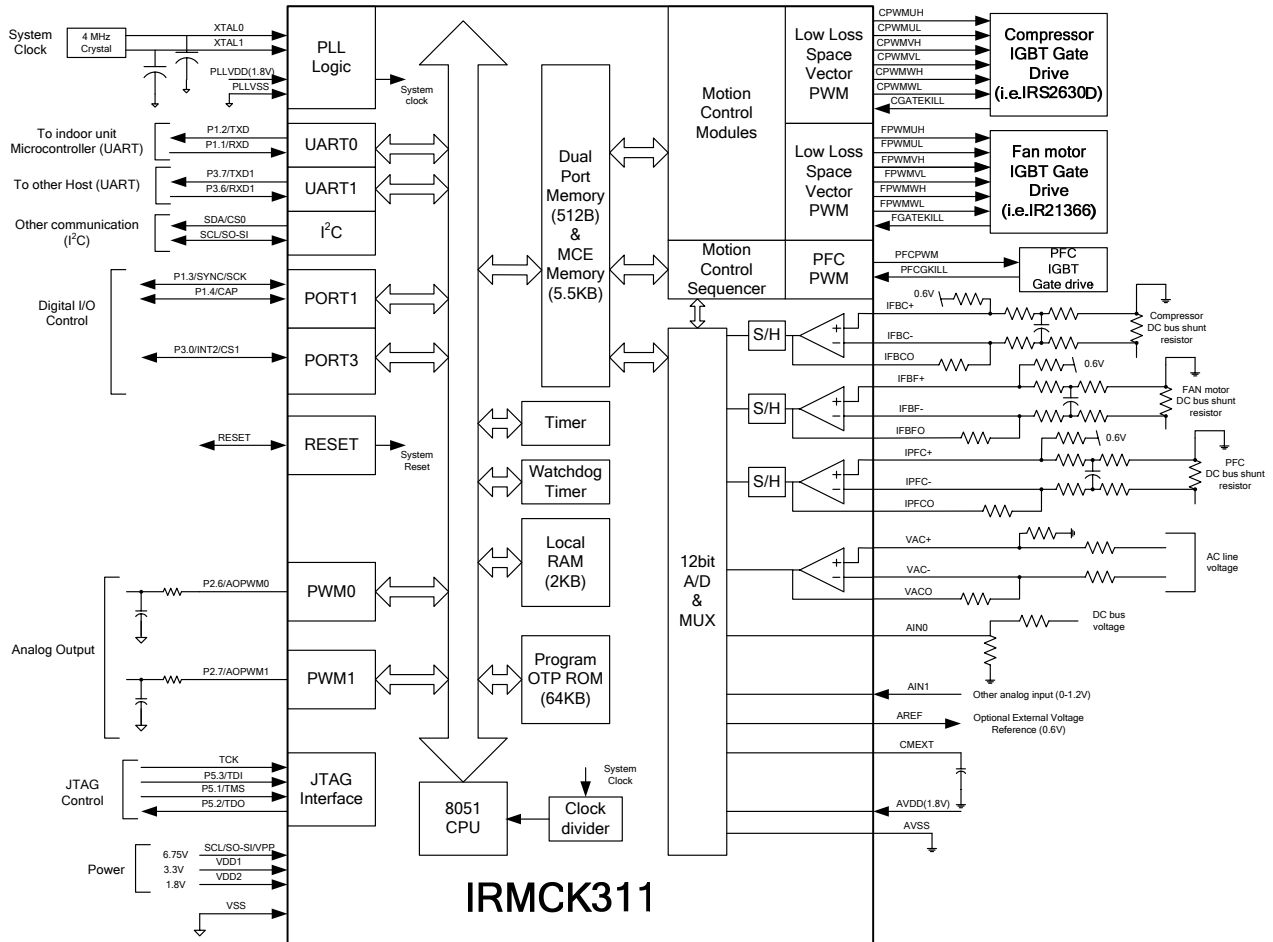 System
Clock
4 MHz
Crystal
XTAL0
XTAL1
PLLVDD(1.8V)
PLLVSS
PLL
Logic
System
clock
To indoor unit
Microcontroller (UART)
P1.2/TXD
P1.1/RXD
UART0
To other Host (UART)
P3.7/TXD1
P3.6/RXD1
UART1
Other communication
(I²C)
SDA/CS0
SCL/SO-SI
I²C
Digital I/O
Control
P1.3/SYNC/SCK
P1.4/CAP
PORT1
P3.0/INT2/CS1
PORT3
RESET
RESET
System
Reset
Analog Output
P2.6/AOPWM0
PWM0
P2.7/AOPWM1
PWM1
JTAG
Control
TCK
P5.3/TDI
P5.1/TMS
P5.2/TDO
JTAG
Interface
Power
6.75V
3.3V
1.8V
SCL/SO-SI/VPP
VDD1
VDD2
VSS
Dual
Port
Memory
(512B)
&
MCE
Memory
(5.5KB)
Timer
Watchdog
Timer
Local
RAM
(2KB)
Program
OTP ROM
(64KB)
8051
CPU
System
Clock
Clock
divider
IRMCK311
Motion
Control
Modules
Low Loss
Space
Vector
PWM
Low Loss
Space
Vector
PWM
Motion
Control
Sequencer
PFC
PWM
CPWMUH
CPWMUL
CPWMVH
CPWMVL
CPWMWH
CPWMWL
CGATEKILL
Compressor
IGBT Gate
Drive
(i.e.IRS2630D)
FPWMUH
FPWMUL
FPWMVH
FPWMVL
FPWMWH
FPWMWL
FGATEKILL
Fan motor
IGBT Gate
Drive
(i.e.IR21366)
PFCPWM
PFCGKILL
PFC
IGBT
Gate drive
12bit
A/D
&
MUX
S/H
+
-
IFBC+
IFBC-
IFBCO
0.6V
Compressor
DC bus shunt
resistor
S/H
+
-
IFBF+
IFBF-
IFBFO
0.6V
FAN motor
DC bus shunt
resistor
S/H
+
-
IPFC+
IPFC-
IPFCO
0.6V
PFC
DC bus shunt
resistor
+
-
VAC+
VAC-
VACO
AC line
voltage
AIN0
DC bus
voltage
AIN1
Other analog input (0-1.2V)
AREF
Optional External Voltage
Reference (0.6V)
CMEXT
AVDD(1.8V)
AVSS